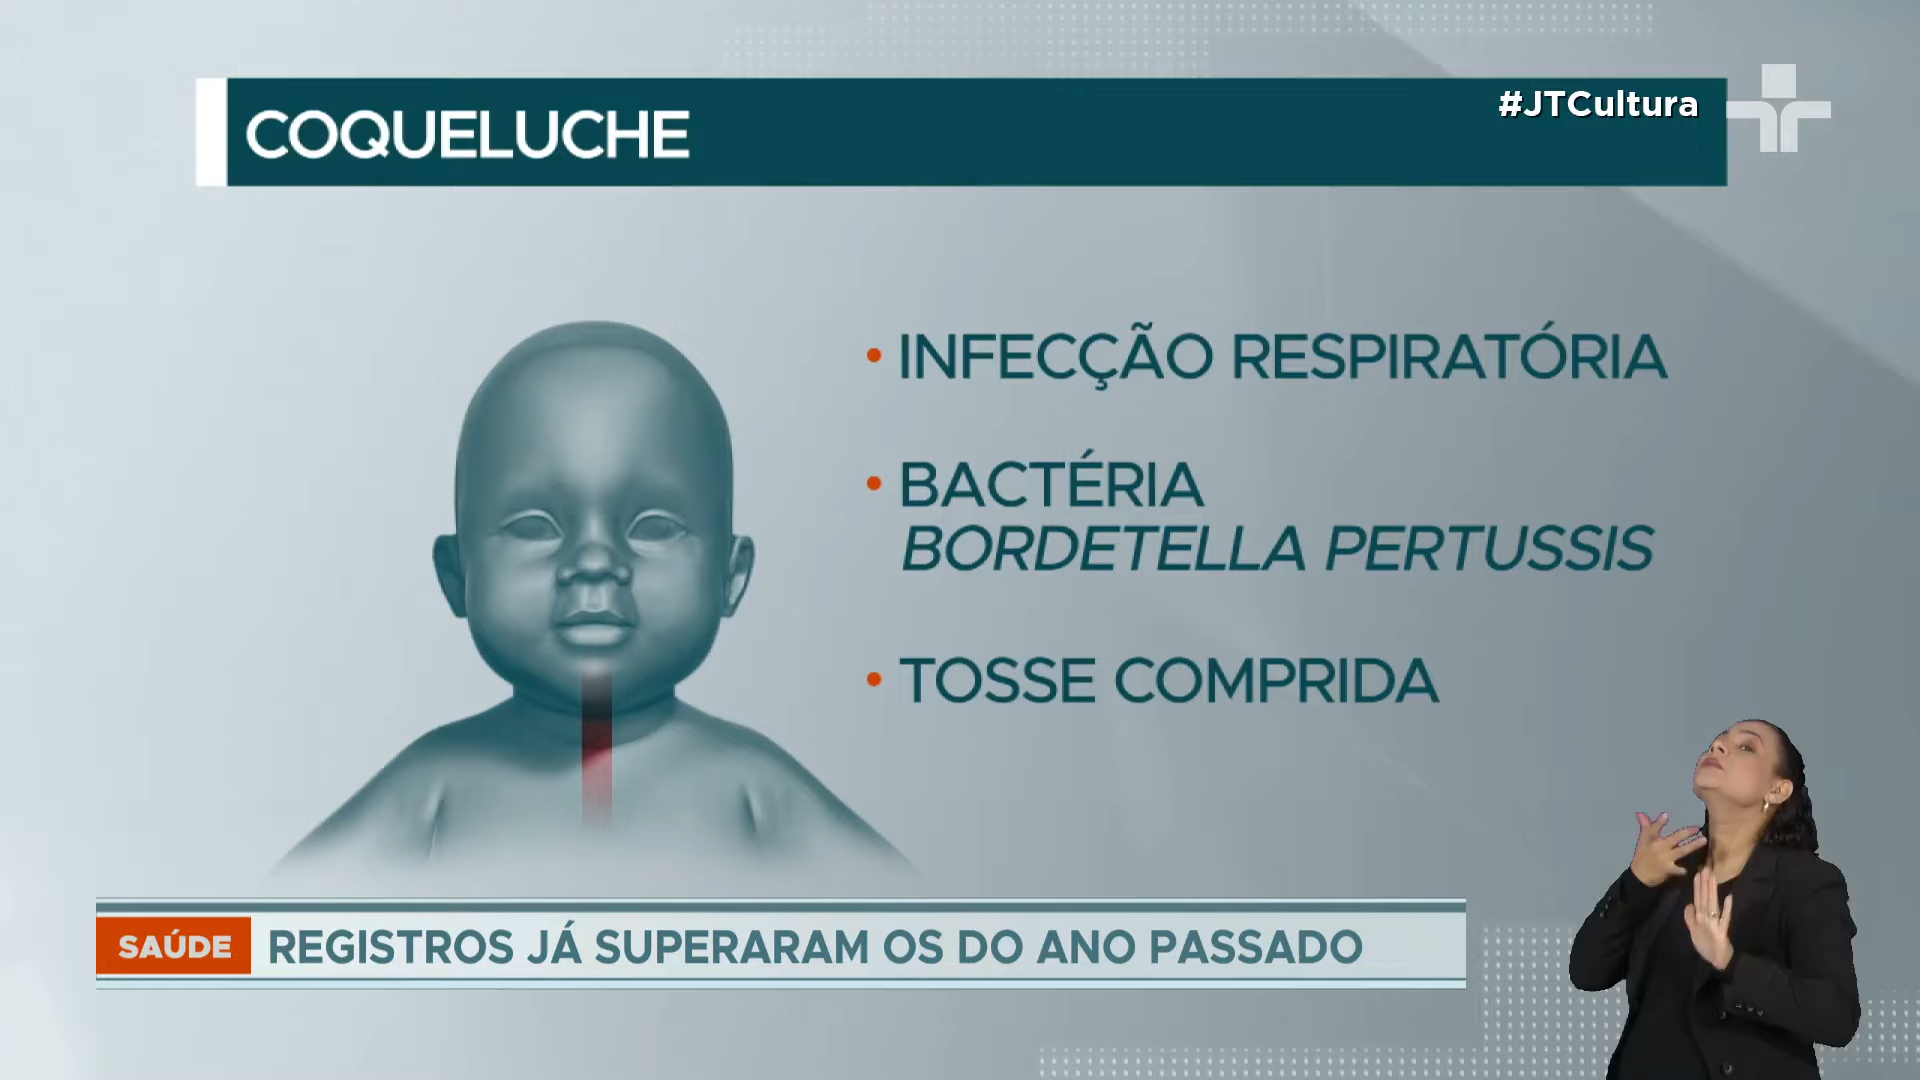 COQUELUCHE
#JTCultura
• INFECÇÃO RESPIRATÓRIA
• BACTÉRIA
BORDETELLA PERTUSSIS
• TOSSE COMPRIDA
SAÚDE
REGISTROS JÁ SUPERARAM OS DO ANO PASSADO